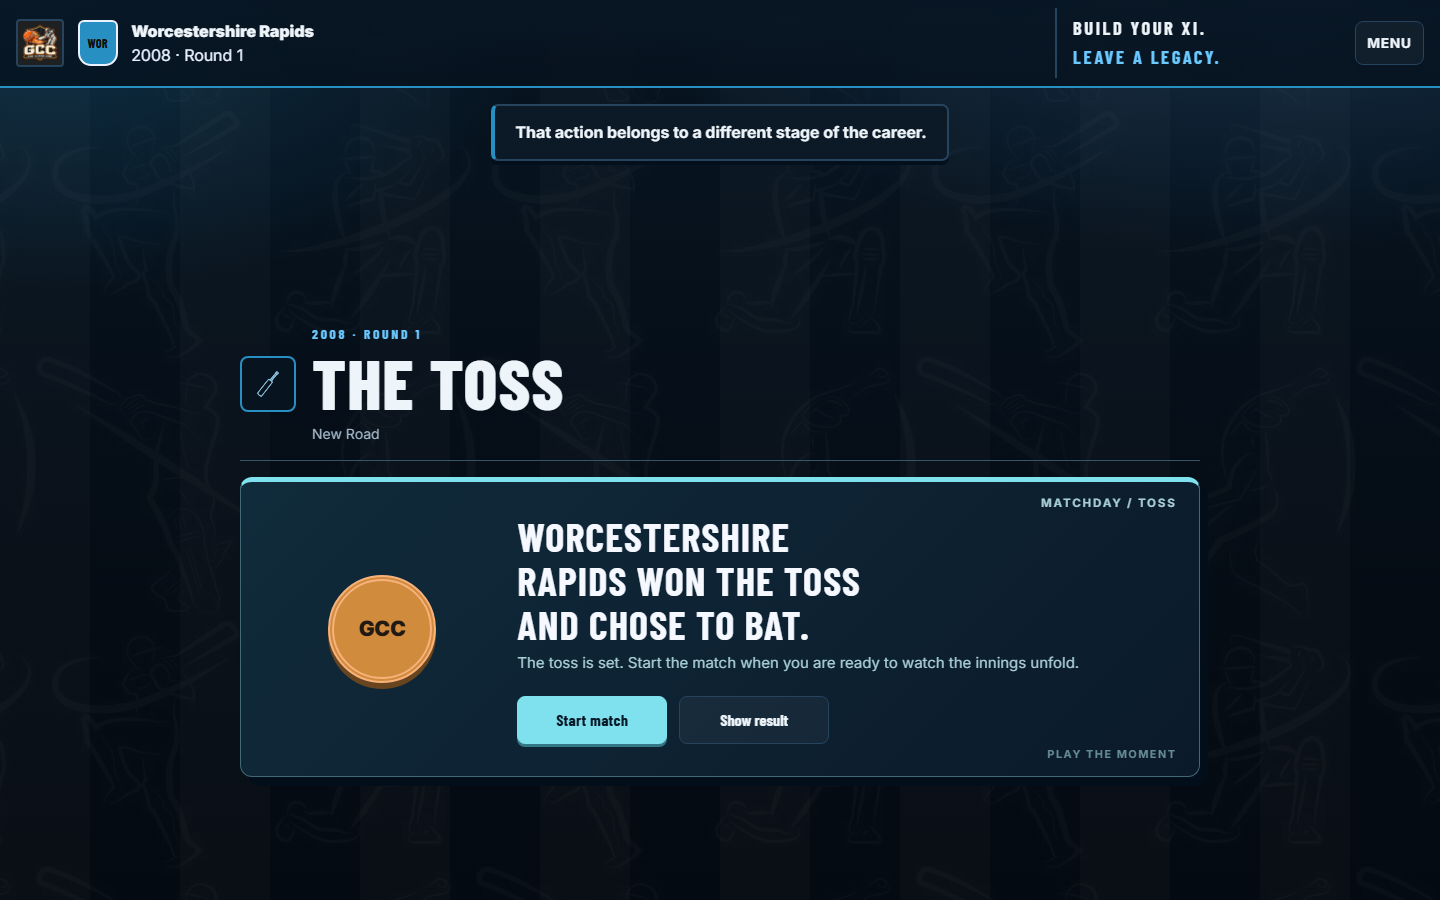 GCC
WOR
Worcestershire Rapids
2008 · Round 1
BUILD YOUR XI.
LEAVE A LEGACY.
MENU
That action belongs to a different stage of the career.
2008 · ROUND 1
THE TOSS
New Road
MATCHDAY / TOSS
GCC
WORCESTERSHIRE
RAPIDS WON THE TOSS
AND CHOSE TO BAT.
The toss is set. Start the match when you are ready to watch the innings unfold.
Start match
Show result
PLAY THE MOMENT